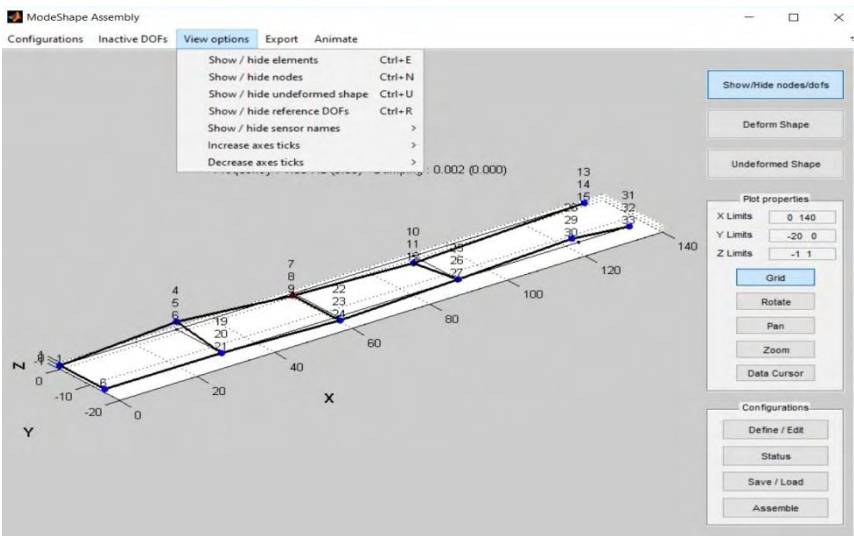 ModeShape Assembly
Configurations Inactive DOFs View options Export Animate
Show / hide elements Ctrl+E
Show / hide nodes Ctrl+N
Show / hide undeformed shape Ctrl+U
Show / hide reference DOFs Ctrl+R
Show / hide sensor names >
Increase axes ticks >
Decrease axes ticks >
0.002 (0.000)
13
14
15
31
32
33
29
30
10
11
12
26
27
7
8
9
22
23
24
4
5
6
19
20
21
1
6
Z
0
-10
-20
Y
0
20
40
60
80
100
120
140
X
Show/Hide nodes/dofs
Deform Shape
Undeformed Shape
Plot properties
X Limits 0 140
Y Limits -20 0
Z Limits -1 1
Grid
Rotate
Pan
Zoom
Data Cursor
Configurations
Define / Edit
Status
Save / Load
Assemble